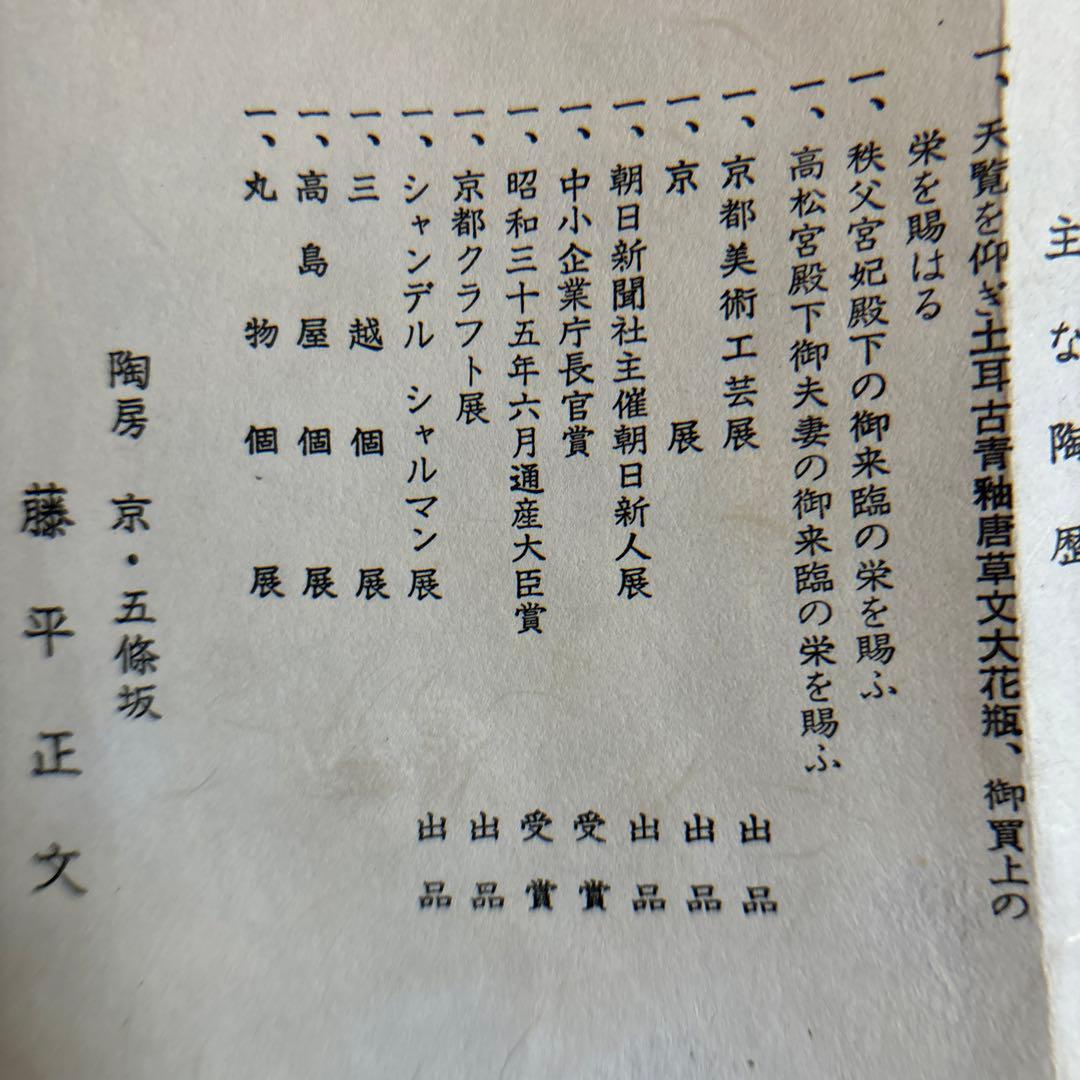 主な陶歴
一、天覧を仰ぎ土耳古青釉唐草文大花瓶、御買上の
栄を賜はる
一、秩父宮妃殿下の御来臨の栄を賜ふ
一、高松宮殿下御夫妻の御来臨の栄を賜ふ
一、京都美術工芸展 出品
一、京展 出品
一、朝日新聞社主催朝日新人展 出品
一、中小企業庁長官賞 受賞
一、昭和三十五年六月通産大臣賞 受賞
一、京都クラフト展 出品
一、シャンデル シャルマン展 出品
一、三越個展
一、高島屋個展
一、丸物個展
陶房 京・五條坂
藤平正文